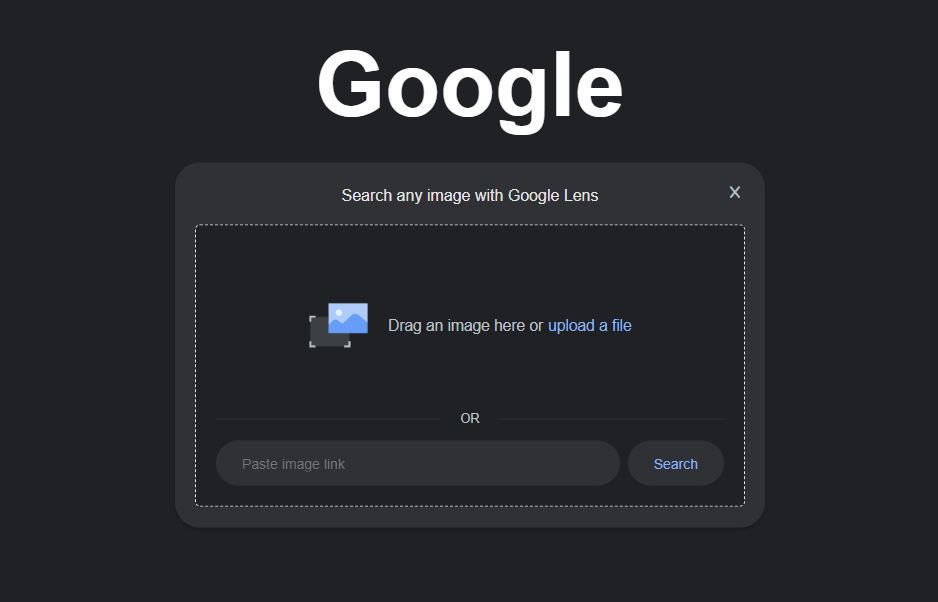 Google
Search any image with Google Lens
X
Drag an image here or upload a file
OR
Paste image link
Search